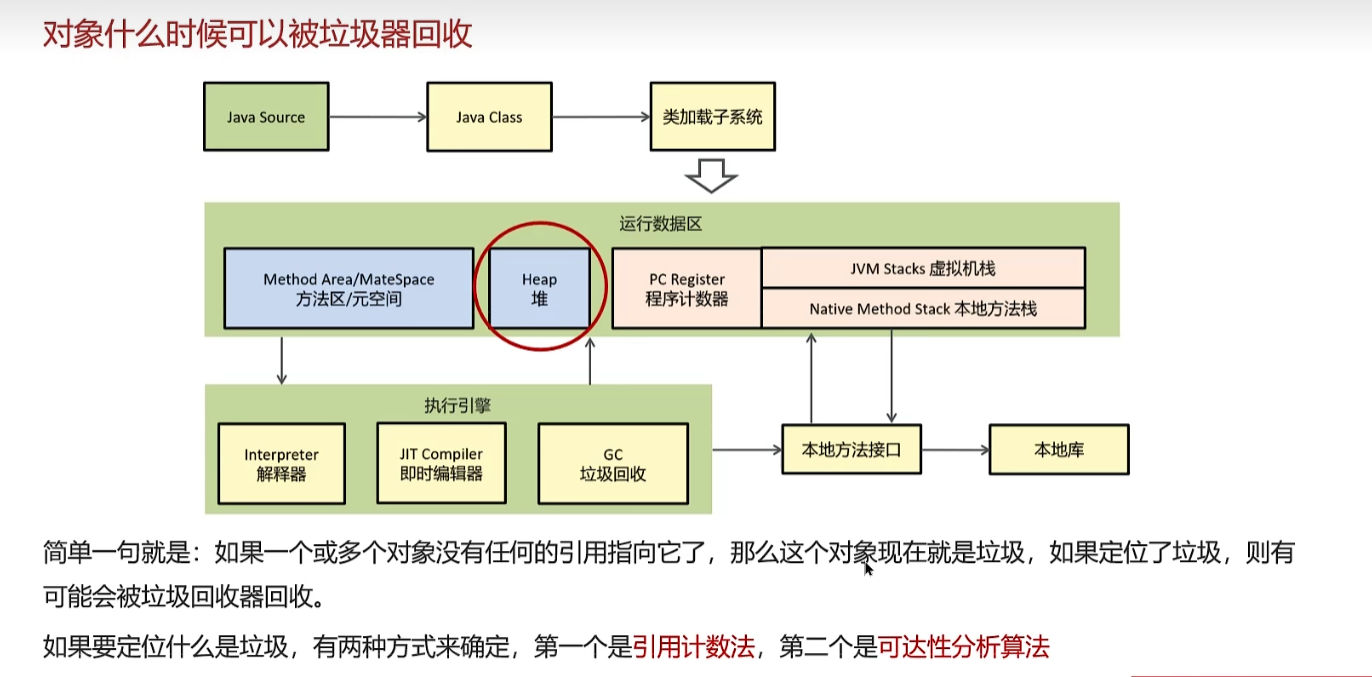 对象什么时候可以被垃圾器回收
Java Source
Java Class
类加载子系统
运行数据区
Method Area/MateSpace
方法区/元空间
Heap
堆
PC Register
程序计数器
JVM Stacks 虚拟机栈
Native Method Stack 本地方法栈
执行引擎
Interpreter
解释器
JIT Compiler
即时编辑器
GC
垃圾回收
本地方法接口
本地库
简单一句就是：如果一个或多个对象没有任何的引用指向它了，那么这个对象现在就是垃圾，如果定位了垃圾，则有
可能会被垃圾回收器回收。
如果要定位什么是垃圾，有两种方式来确定，第一个是引用计数法，第二个是可达性分析算法